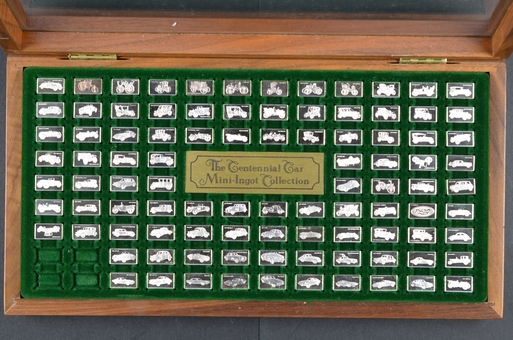 The Centennial Car
Mini-Ingot Collection